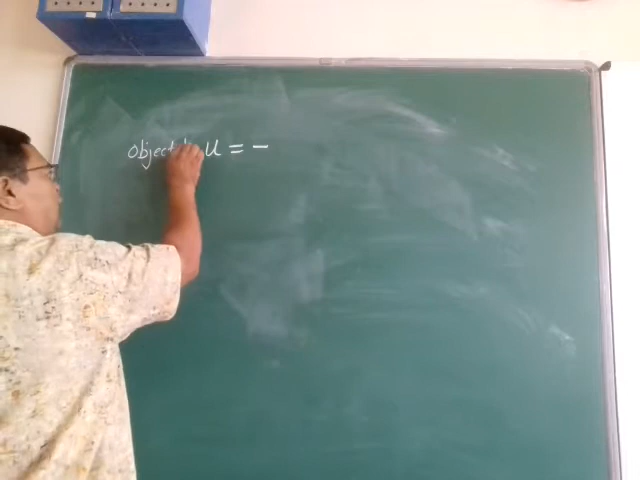 Object u = -